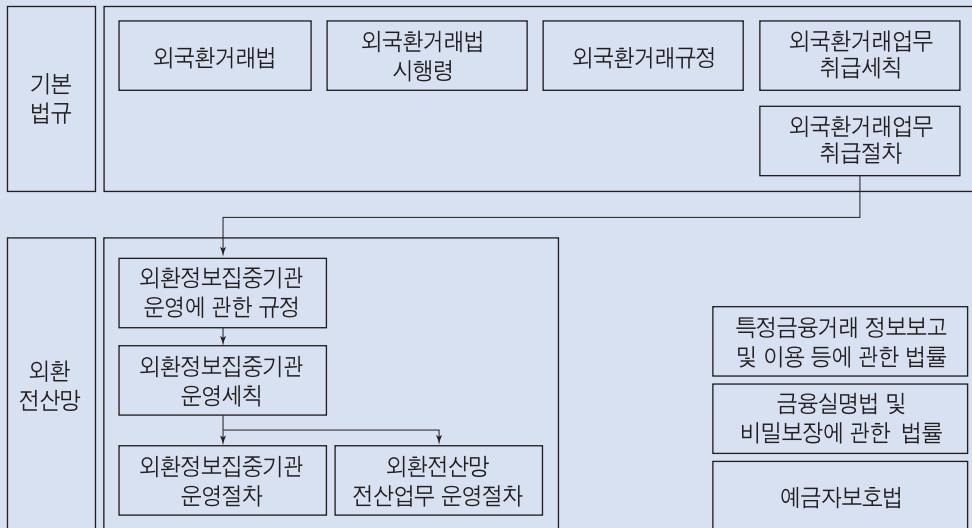 기본
법규
외국환거래법
외국환거래법
시행령
외국환거래규정
외국환거래업무
취급세칙
외국환거래업무
취급절차
외환
전산망
외환정보집중기관
운영에 관한 규정
외환정보집중기관
운영세칙
외환정보집중기관
운영절차
외환전산망
전산업무 운영절차
특정금융거래 정보보고
및 이용 등에 관한 법률
금융실명법 및
비밀보장에 관한 법률
예금자보호법